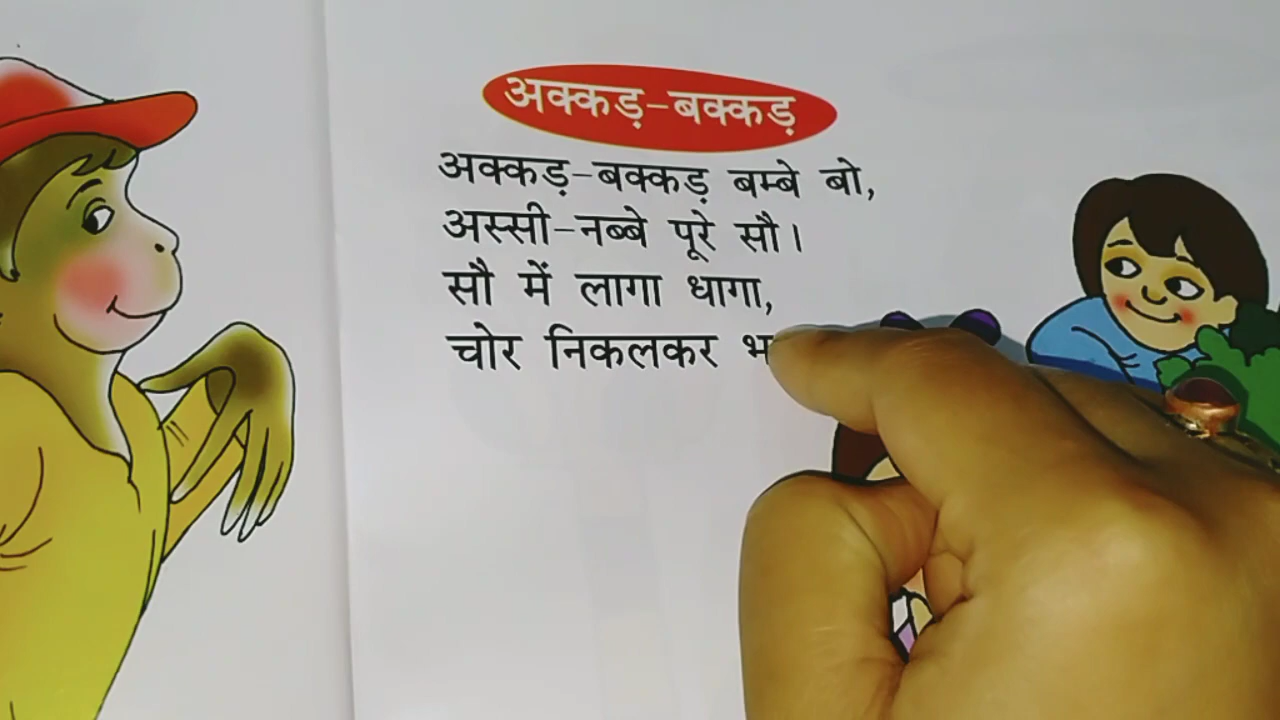 अक्कड़-बक्कड़
अक्कड़-बक्कड़ बम्बे बो,
अस्सी-नब्बे पूरे सौ।
सौ में लागा धागा,
चोर निकलकर